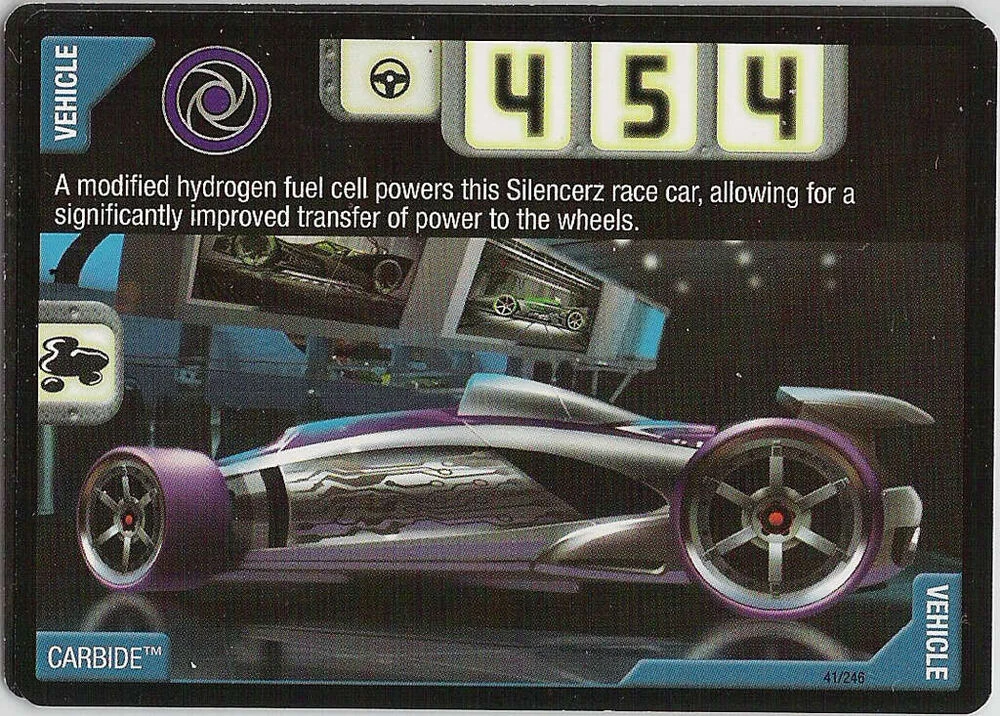 VEHICLE
4 5 4
A modified hydrogen fuel cell powers this Silencerz race car, allowing for a
significantly improved transfer of power to the wheels.
VEHICLE
CARBIDE™
41/246